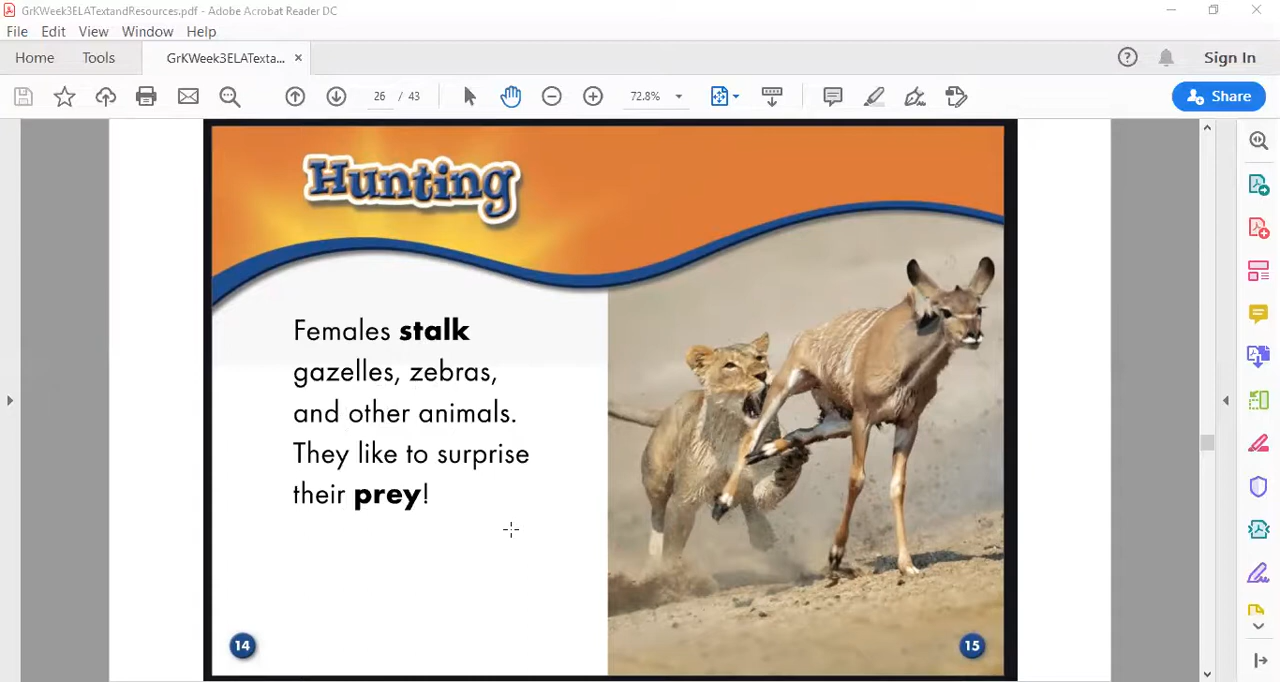 GrKWeek3ELATextandResources.pdf - Adobe Acrobat Reader DC
File Edit View Window Help
Home Tools GrKWeek3ELATexta... × Sign In
26 / 43 72.8% Share
Hunting
Females stalk
gazelles, zebras,
and other animals.
They like to surprise
their prey!
14
15